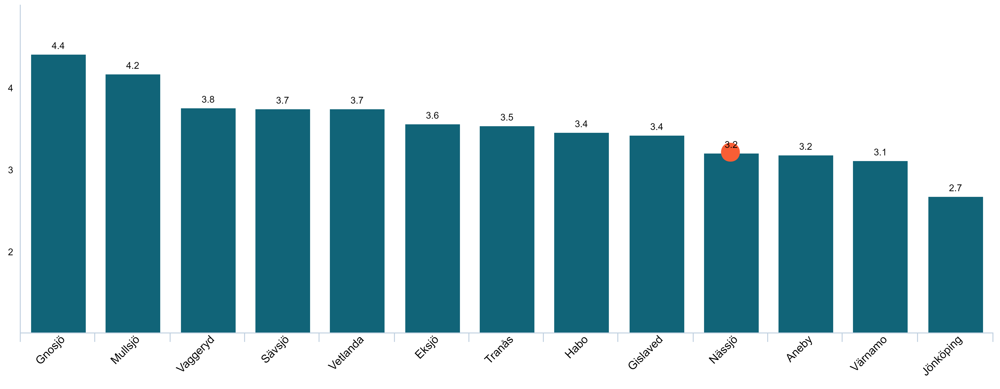 4.4
4.2
3.8
3.7
3.7
3.6
3.5
3.4
3.4
3.2
3.2
3.1
2.7
4
3
2
Gnosjö
Mullsjö
Vaggeryd
Sävsjö
Vetlanda
Eksjö
Tranås
Habo
Gislaved
Nässjö
Aneby
Värnamo
Jönköping